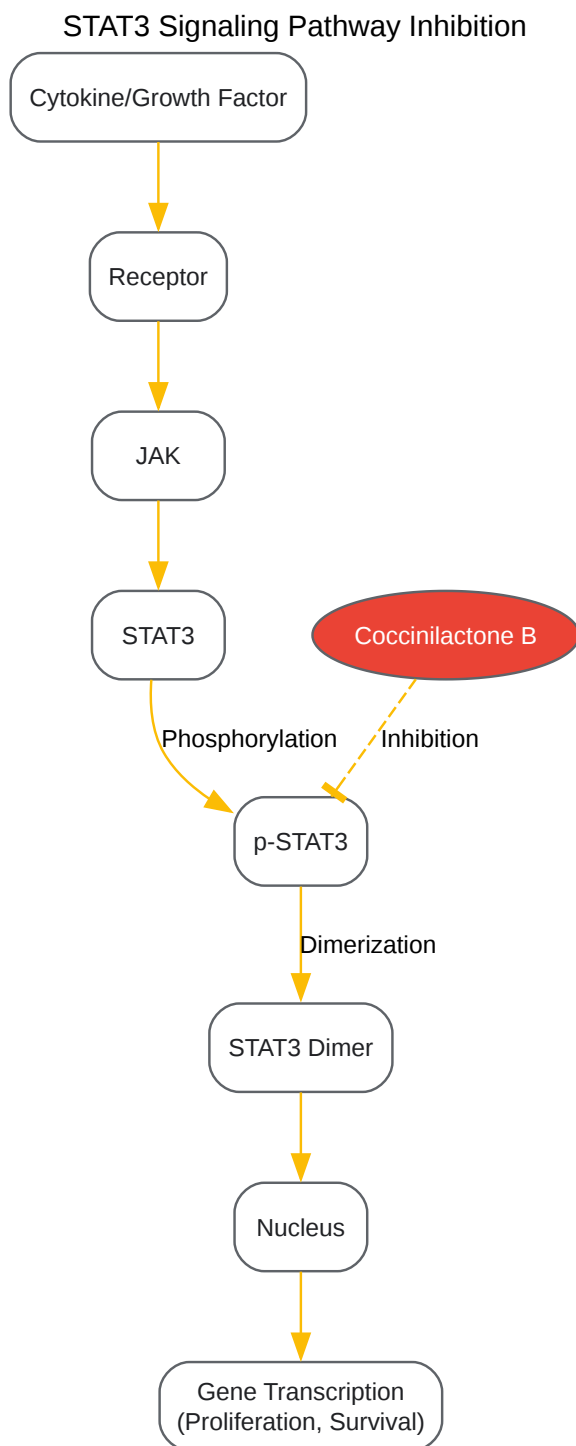 STAT3 Signaling Pathway Inhibition
Cytokine/Growth Factor
Receptor
JAK
STAT3
Coccinilactone B
Phosphorylation
Inhibition
p-STAT3
Dimerization
STAT3 Dimer
Nucleus
Gene Transcription
(Proliferation, Survival)